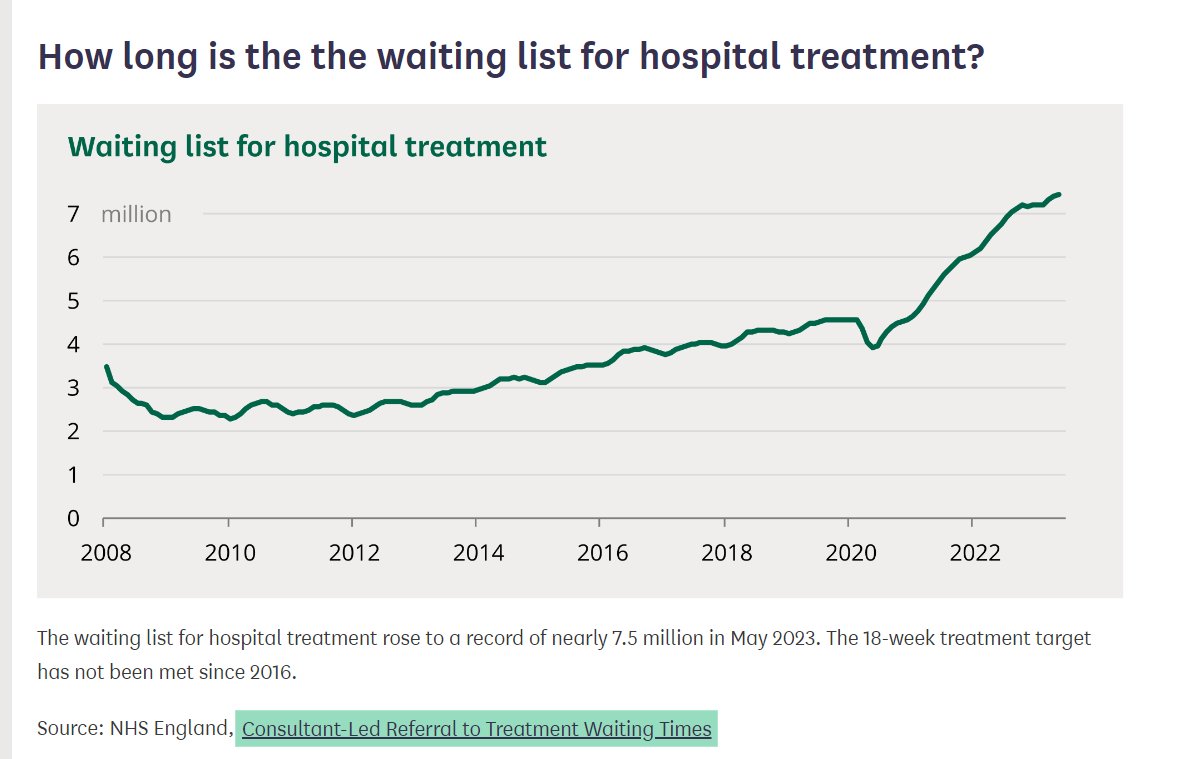 How long is the the waiting list for hospital treatment?
Waiting list for hospital treatment
7 million
6
5
4
3
2
1
0
2008 2010 2012 2014 2016 2018 2020 2022
The waiting list for hospital treatment rose to a record of nearly 7.5 million in May 2023. The 18-week treatment target
has not been met since 2016.
Source: NHS England, Consultant-Led Referral to Treatment Waiting Times